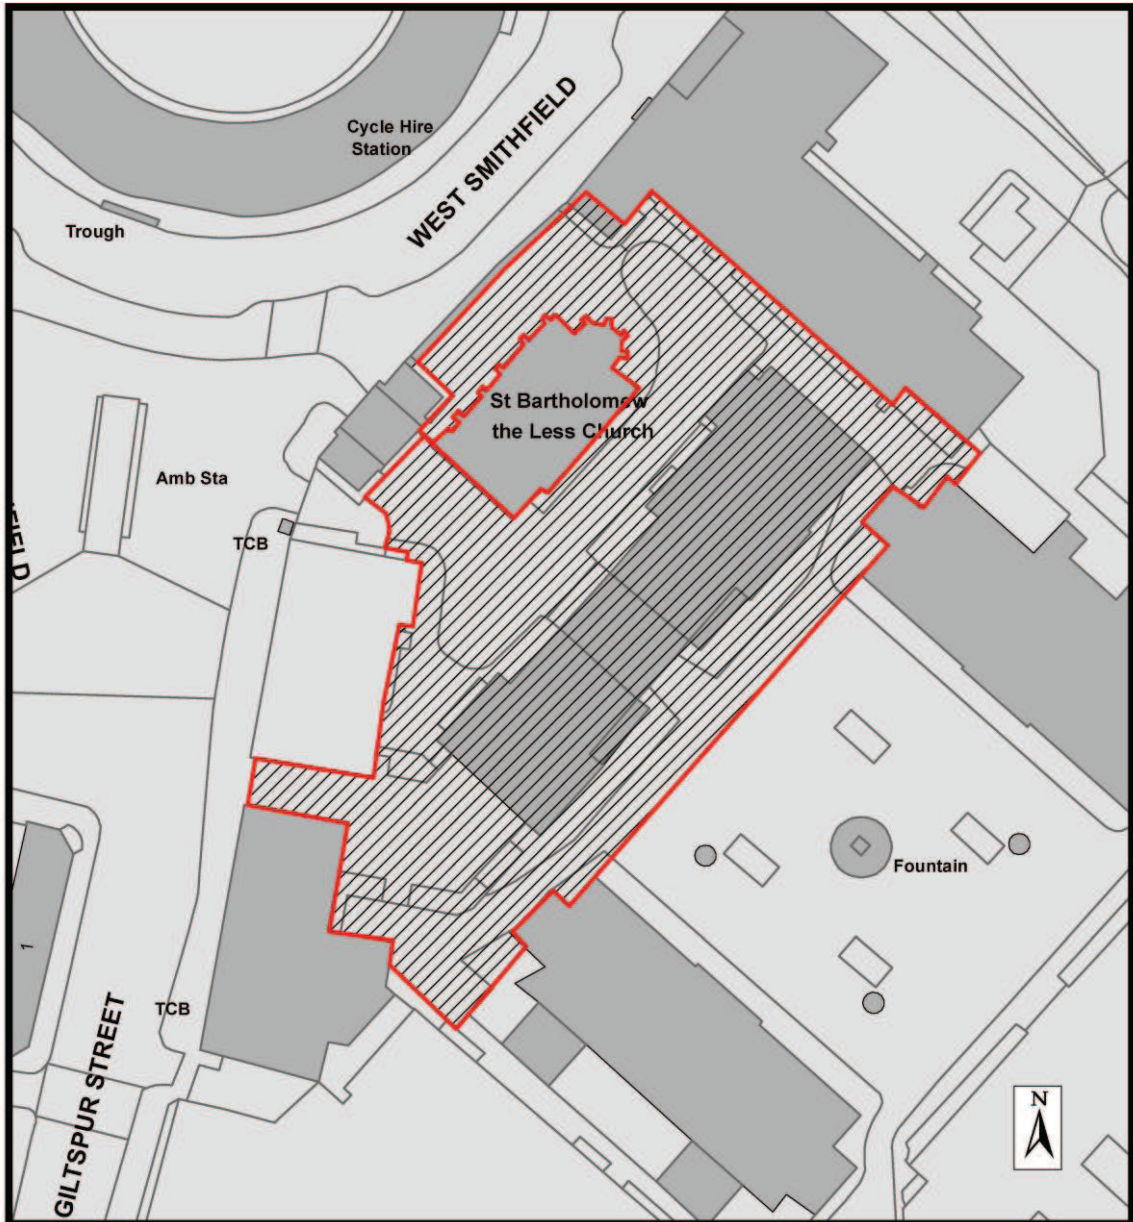 Cycle Hire
Station
WEST SMITHFIELD
Trough
St Bartholomew
the Less Church
Amb Sta
TCB
FIELD
Fountain
1
TCB
GILTSPUR STREET
N